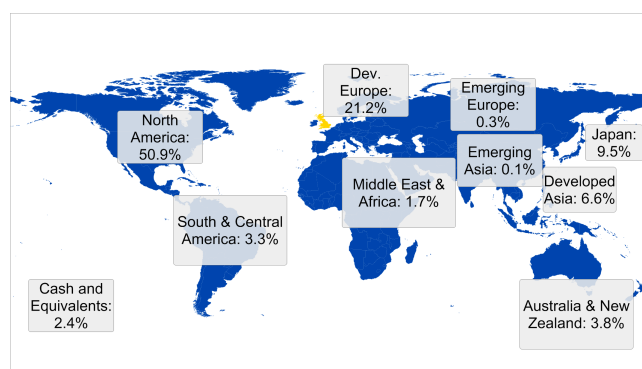 Dev.
Europe:
21.2%
Emerging
Europe:
0.3%
North
America:
50.9%
Japan:
9.5%
Emerging
Asia: 0.1%
Middle East &
Africa: 1.7%
Developed
Asia: 6.6%
South & Central
America: 3.3%
Cash and
Equivalents:
2.4%
Australia & New
Zealand: 3.8%